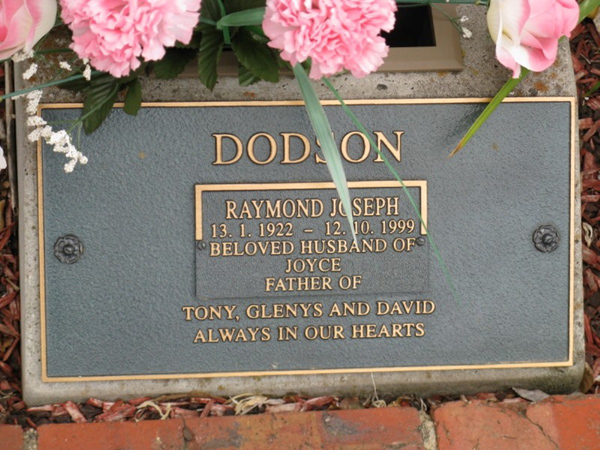 DODSON
RAYMOND JOSEPH
13. 1. 1922 – 12. 10. 1999
BELOVED HUSBAND OF
JOYCE
FATHER OF
TONY, GLENYS AND DAVID
ALWAYS IN OUR HEARTS